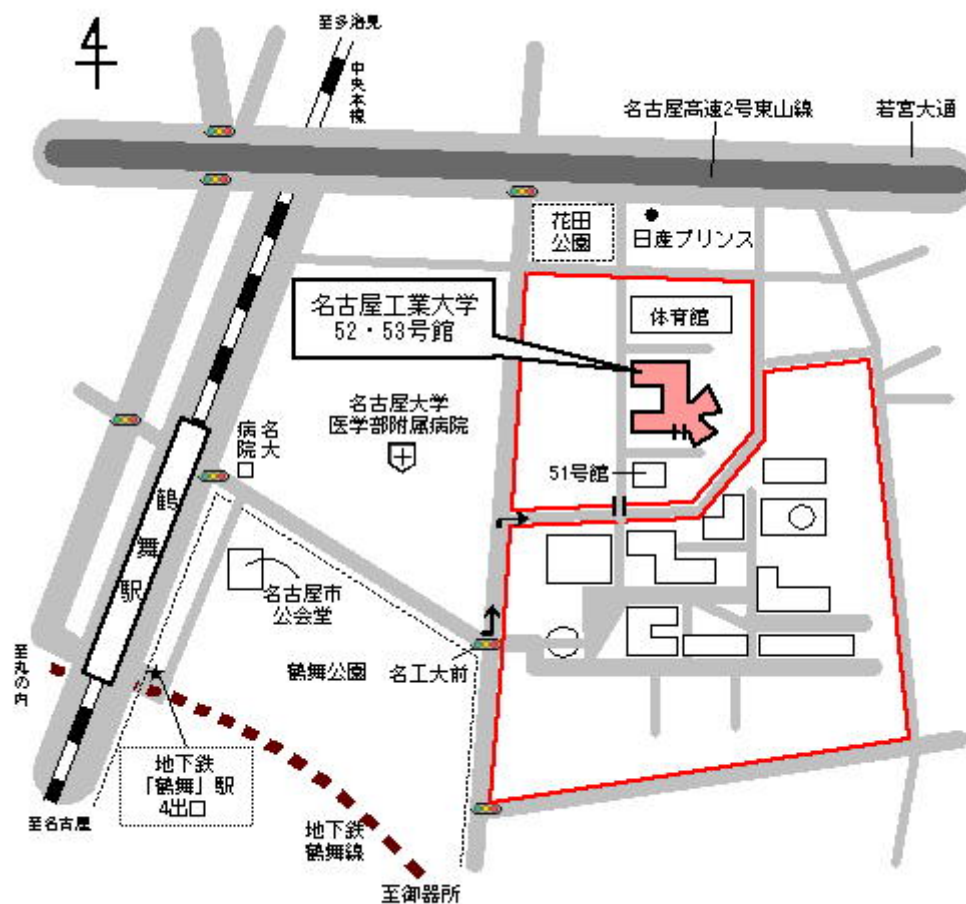 至多治見
中央本線
名古屋高速2号東山線
若宮大通
花田
公園
日産プリンス
名古屋工業大学
52・53号館
体育館
名古屋大学
医学部附属病院
名大
病院
51号館
鶴舞駅
名古屋市
公会堂
至丸の内
鶴舞公園
名工大前
地下鉄
「鶴舞」駅
4出口
至名古屋
地下鉄
鶴舞線
至御器所